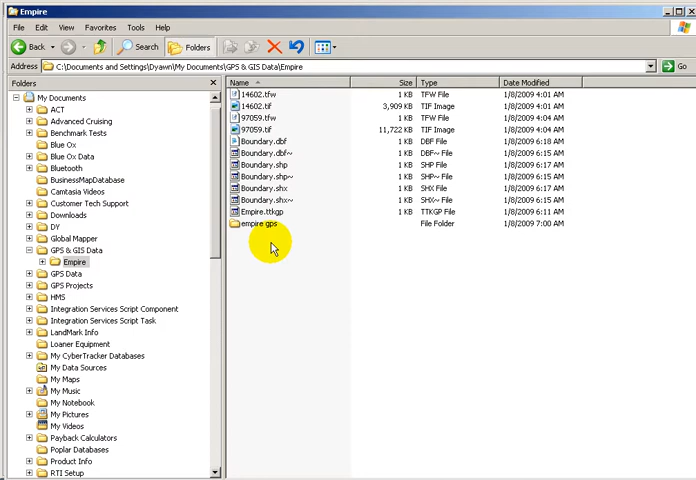 Empire
File Edit View Favorites Tools Help
Back Search Folders
Address C:\Documents and Settings\Dyawn\My Documents\GPS & GIS Data\Empire Go
Folders
My Documents
ACT
Advanced Cruising
Benchmark Tests
Blue Ox
Blue Ox Data
Bluetooth
BusinessMapDatabase
Camtasia Videos
Customer Tech Support
Downloads
DY
Global Mapper
GPS & GIS Data
Empire
GPS Data
GPS Projects
HMS
Integration Services Script Component
Integration Services Script Task
LandMark Info
Loaner Equipment
My CyberTracker Databases
My Data Sources
My Maps
My Music
My Notebook
My Pictures
My Videos
Payback Calculators
Poplar Databases
Product Info
RTI Setup
Name Size Type Date Modified
14602.tfw 1 KB TFW File 1/8/2009 4:01 AM
14602.tif 3,909 KB TIF Image 1/8/2009 4:01 AM
97059.tfw 1 KB TFW File 1/8/2009 4:04 AM
97059.tif 11,722 KB TIF Image 1/8/2009 4:04 AM
Boundary.dbf 1 KB DBF File 1/8/2009 6:18 AM
Boundary.dbf~ 1 KB DBF~ File 1/8/2009 6:15 AM
Boundary.shp 1 KB SHP File 1/8/2009 6:17 AM
Boundary.shp~ 1 KB SHP~ File 1/8/2009 6:15 AM
Boundary.shx 1 KB SHX File 1/8/2009 6:17 AM
Boundary.shx~ 1 KB SHX~ File 1/8/2009 6:15 AM
Empire.ttkgp 1 KB TTKGP File 1/8/2009 6:11 AM
empire gps File Folder 1/8/2009 7:00 AM